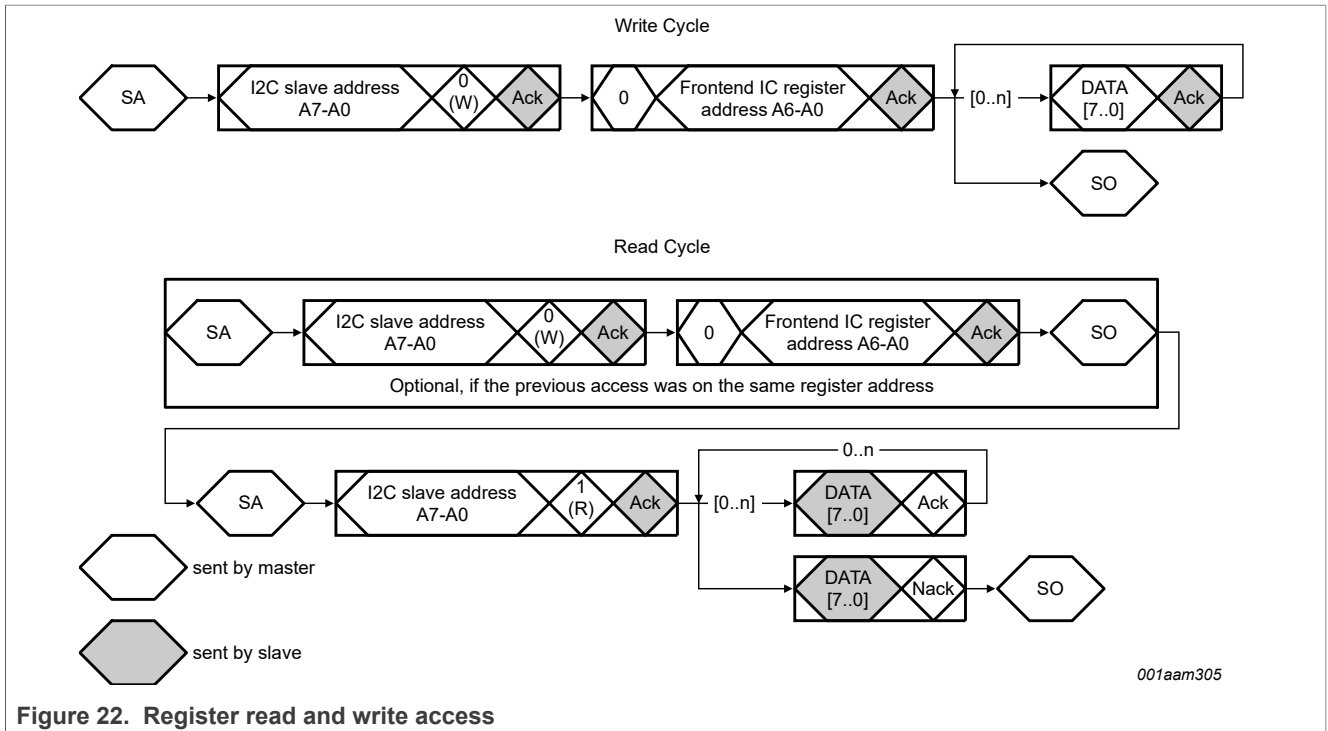 Write Cycle
SA
I2C slave address
A7-A0
0
(W)
Ack
0
Frontend IC register
address A6-A0
Ack
[0..n]
DATA
[7..0]
Ack
SO
Read Cycle
SA
I2C slave address
A7-A0
0
(W)
Ack
0
Frontend IC register
address A6-A0
Ack
SO
Optional, if the previous access was on the same register address
SA
I2C slave address
A7-A0
1
(R)
Ack
[0..n]
0..n
DATA
[7..0]
Ack
DATA
[7..0]
Nack
SO
sent by master
sent by slave
001aam305
Figure 22. Register read and write access